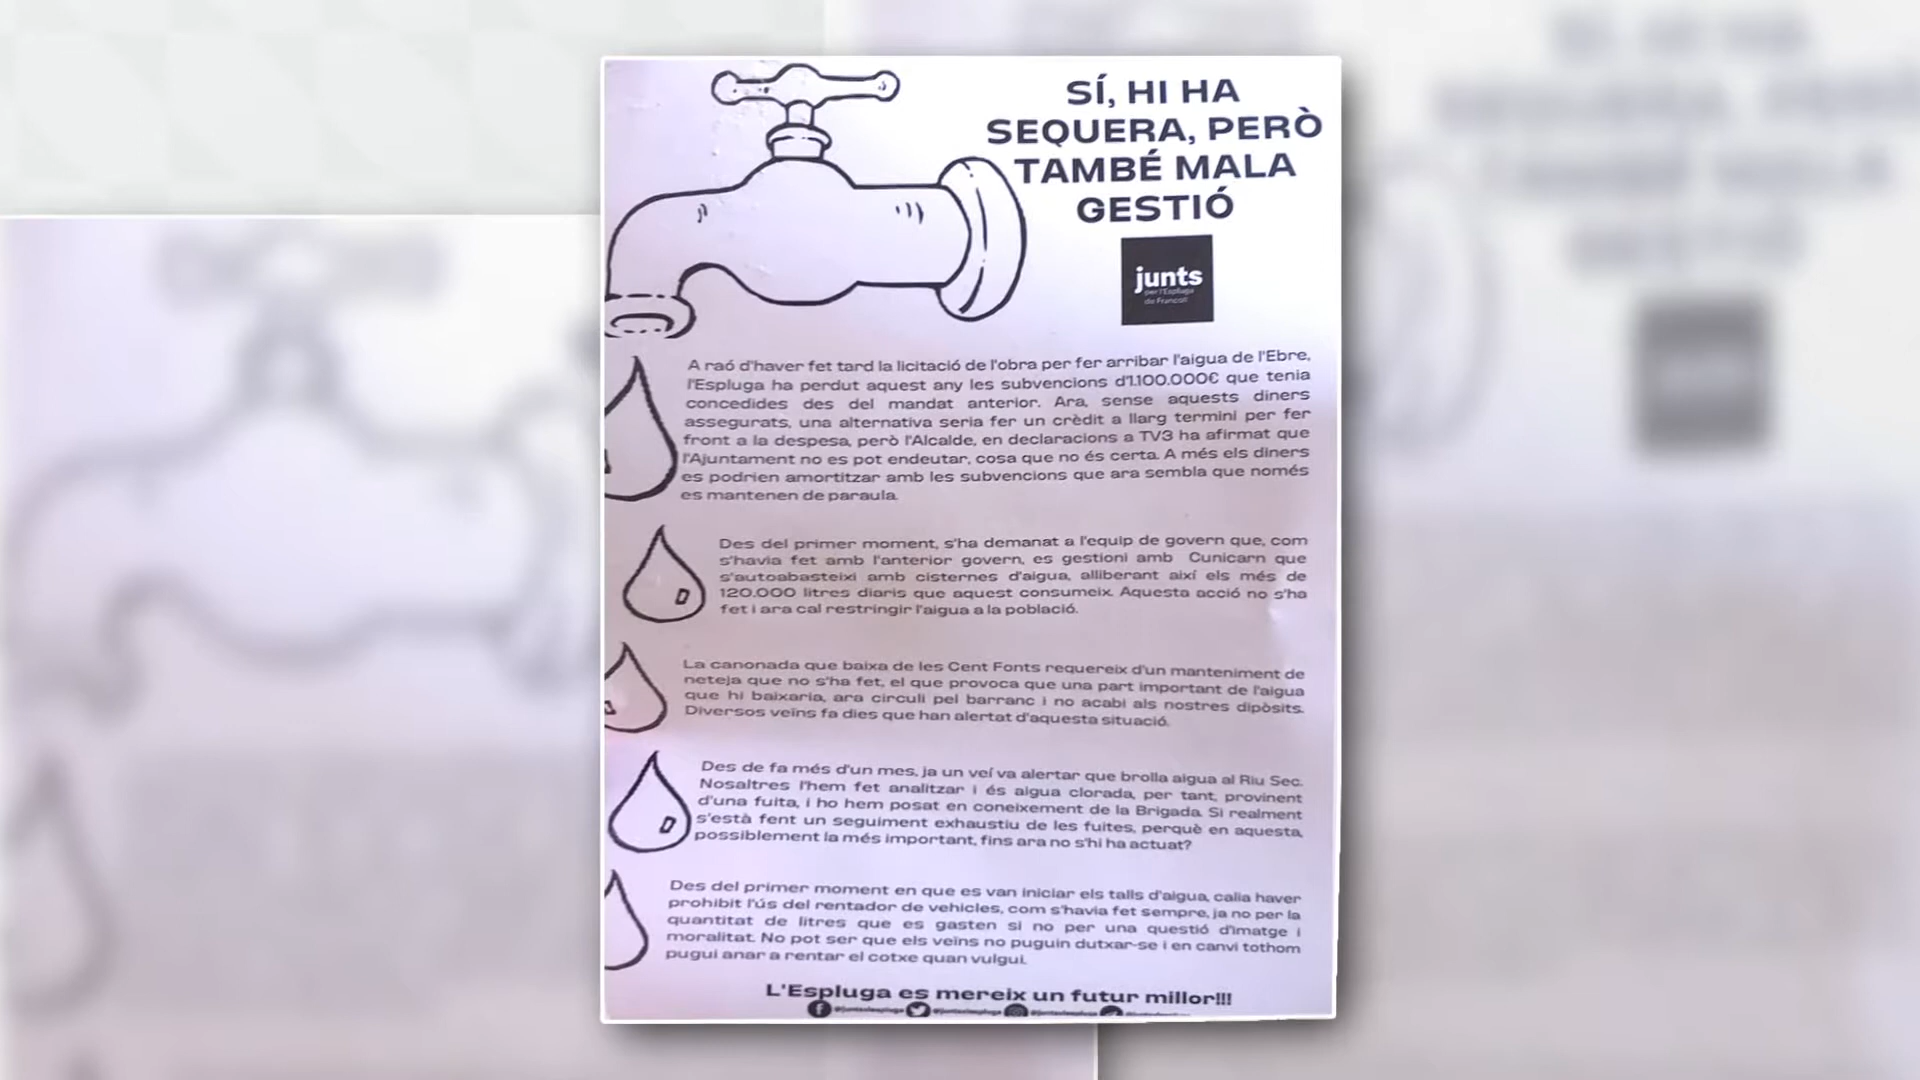 SÍ, HI HA
SEQUERA, PERÒ
TAMBÉ MALA
GESTIÓ
junts
per l'Espluga
de Francolí
A raó d'haver fet tard la licitació de l'obra per fer arribar l'aigua de l'Ebre,
l'Espluga ha perdut aquest any les subvencions d'1.100.000€ que tenia
concedides des del mandat anterior. Ara, sense aquests diners
assegurats, una alternativa seria fer un crèdit a llarg termini per fer
front a la despesa, però l'Alcalde, en declaracions a TV3 ha afirmat que
l'Ajuntament no es pot endeutar, cosa que no és certa. A més els diners
es podrien amortitzar amb les subvencions que ara sembla que només
es mantenen de paraula.
Des del primer moment, s'ha demanat a l'equip de govern que, com
s'havia fet amb l'anterior govern, es gestioni amb Cunicarn que
s'autoabasteixi amb cisternes d'aigua, alliberant així els més de
120.000 litres diaris que aquest consumeix. Aquesta acció no s'ha
fet i ara cal restringir l'aigua a la població.
La canonada que baixa de les Cent Fonts requereix d'un manteniment de
neteja que no s'ha fet, el que provoca que una part important de l'aigua
que hi baixaria, ara circuli pel barranc i no acabi als nostres dipòsits.
Diversos veïns fa dies que han alertat d'aquesta situació.
Des de fa més d'un mes, ja un veí va alertar que brolla aigua al Riu Sec.
Nosaltres l'hem fet analitzar i és aigua clorada, per tant, provinent
d'una fuita, i ho hem posat en coneixement de la Brigada. Si realment
s'està fent un seguiment exhaustiu de les fuites, perquè en aquesta,
possiblement la més important, fins ara no s'hi ha actuat?
Des del primer moment en que es van iniciar els talls d'aigua, calia haver
prohibit l'ús del rentador de vehicles, com s'havia fet sempre, ja no per la
quantitat de litres que es gasten si no per una questió d'imatge i
moralitat. No pot ser que els veïns no puguin dutxar-se i en canvi tothom
pugui anar a rentar el cotxe quan vulgui.
L'Espluga es mereix un futur millor!!!